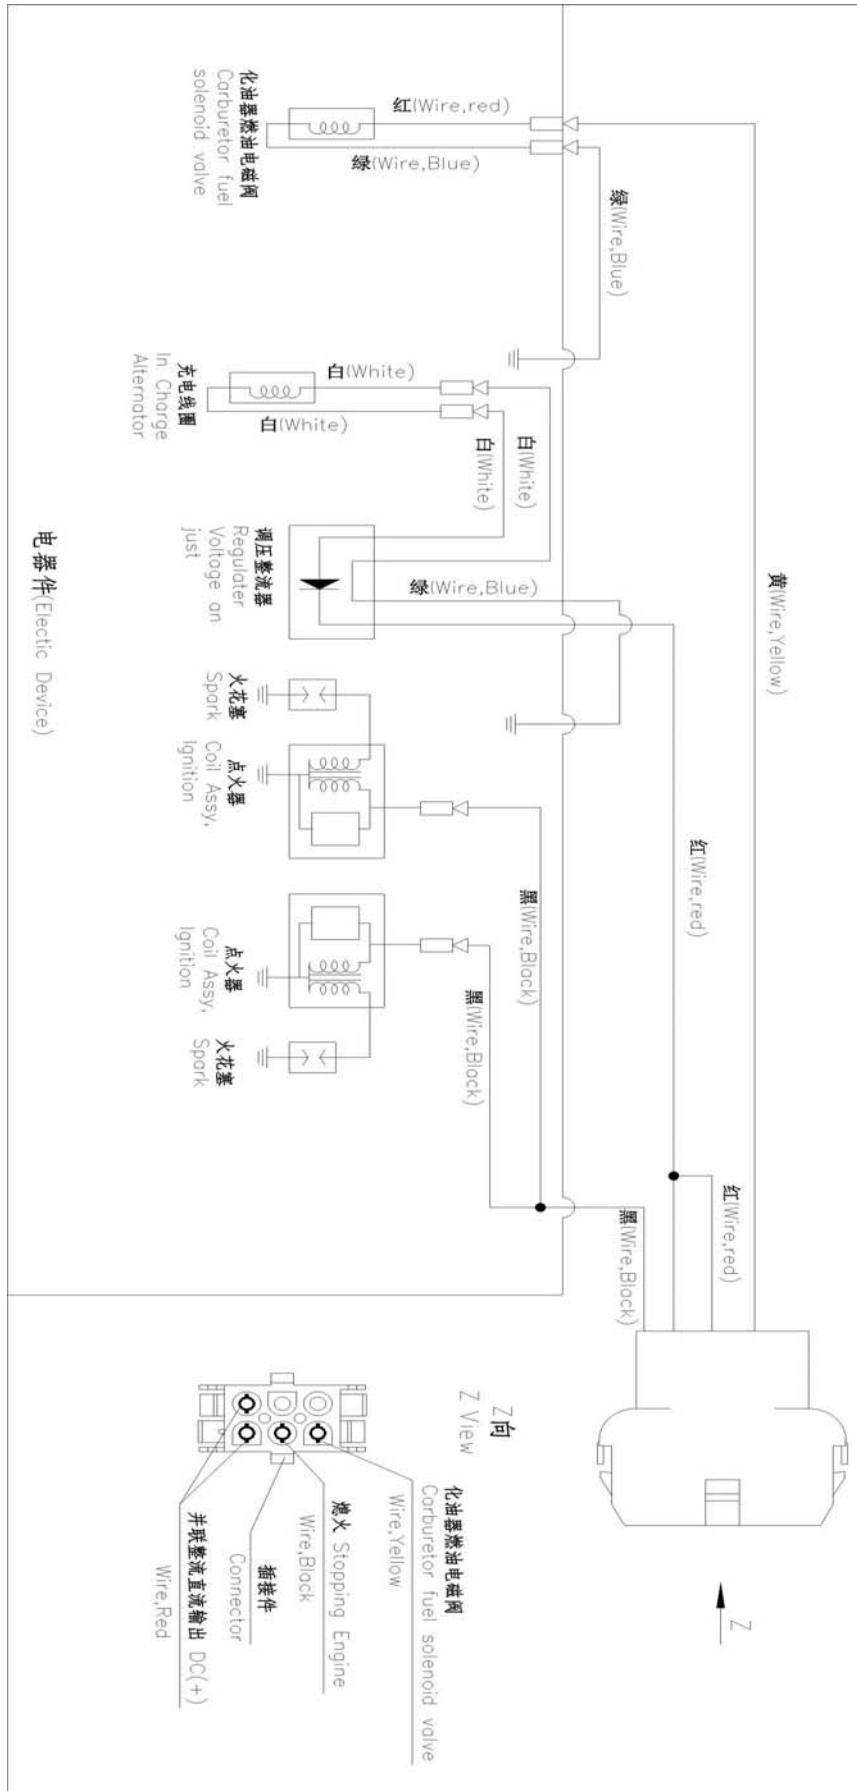 红(Wire,red)
化油器燃油电磁阀
Carburetor fuel
solenoid valve
绿(Wire,Blue)
绿(Wire,Blue)
白(White)
充电线圈
In Charge
Alternator
白(White)
白(White)
白(White)
调压整流器
Regulater
Voltage an
just
绿(Wire,Blue)
黄(Wire,Yellow)
电器件(Electic Device)
火花塞
Spark
点火器
Coil Assy,
Ignition
红(Wire,red)
黑(Wire,Black)
点火器
Coil Assy,
Ignition
黑(Wire,Black)
火花塞
Spark
红(Wire,red)
黑(Wire,Black)
Z向
Z View
化油器燃油电磁阀
Carburetor fuel solenoid valve
Wire,Yellow
熄火 Stopping Engine
Wire,Black
插接件
Connector
并联整流直流输出 DC(+)
Wire,Red
Z